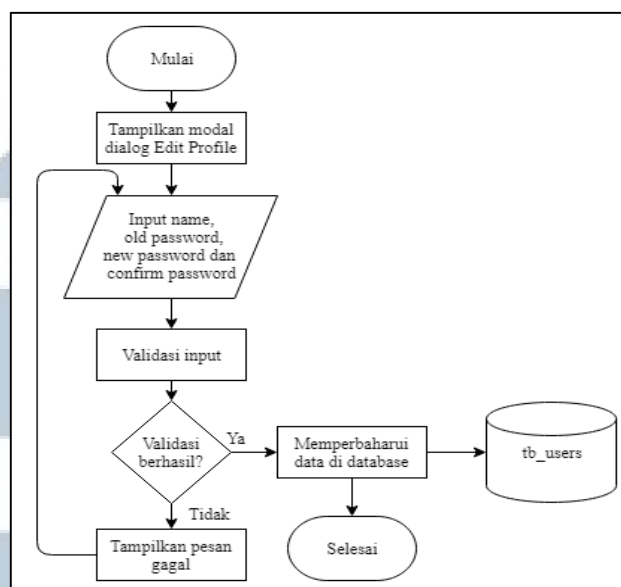 Mulai
Tampilkan modal
dialog Edit Profile
Input name,
old password,
new password dan
confirm password
Validasi input
Validasi
berhasil?
Ya
Memperbaharui
data di database
tb_users
Tidak
Tampilkan pesan
gagal
Selesai